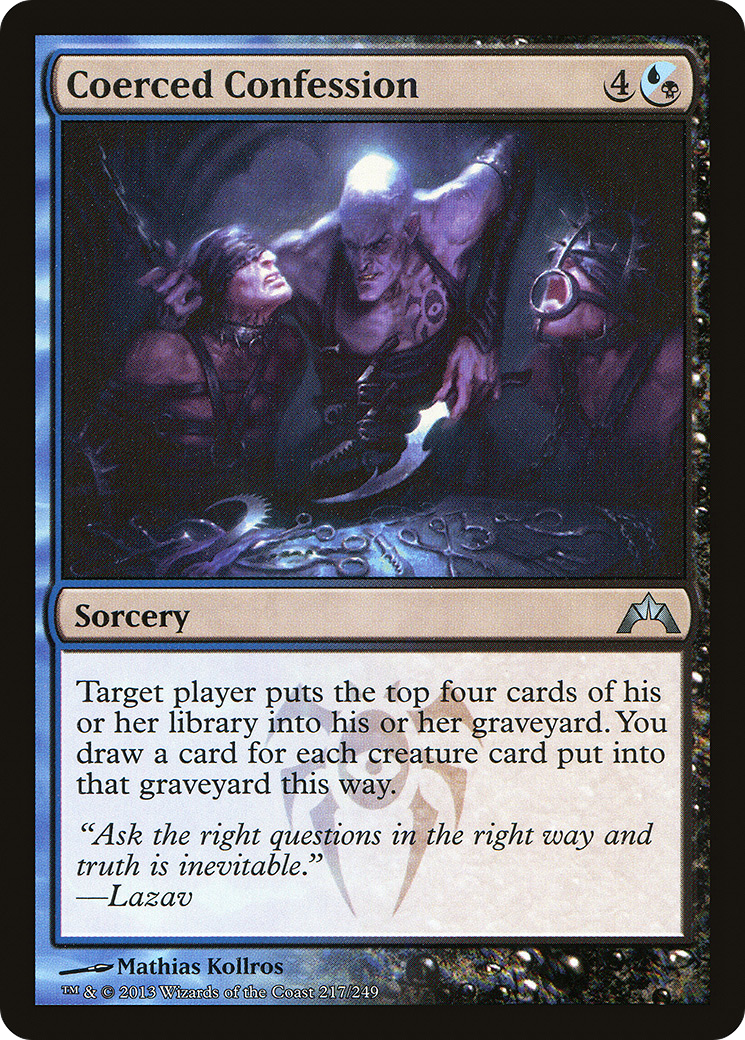 Coerced Confession 4
Sorcery
Target player puts the top four cards of his
or her library into his or her graveyard. You
draw a card for each creature card put into
that graveyard this way.
“Ask the right questions in the right way and
truth is inevitable.”
—Lazav
Mathias Kollros
™ & © 2013 Wizards of the Coast 217/249